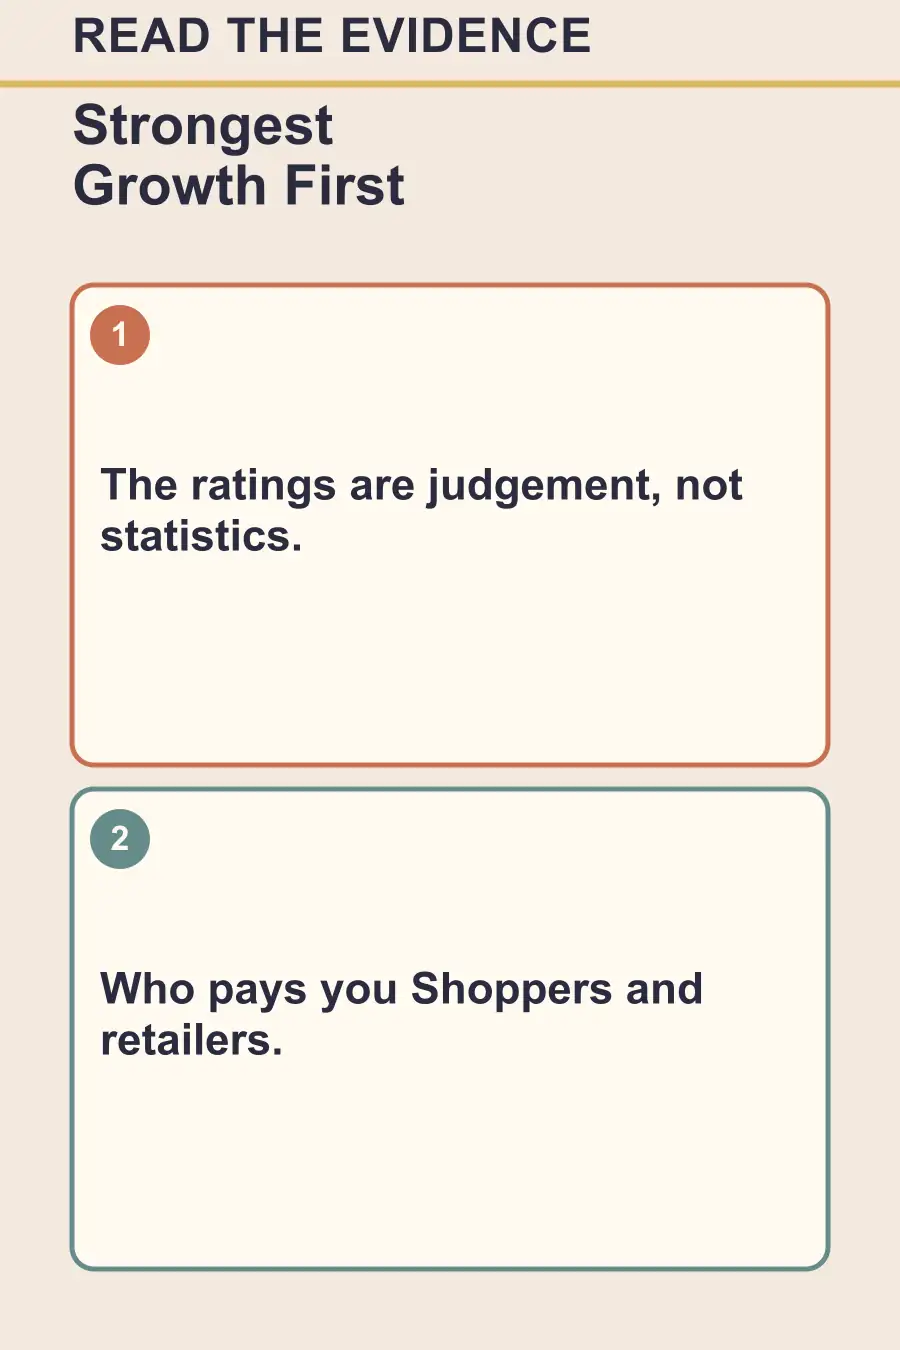 READ THE EVIDENCE
Strongest
Growth First
1
The ratings are judgement, not
statistics.
2
Who pays you Shoppers and
retailers.